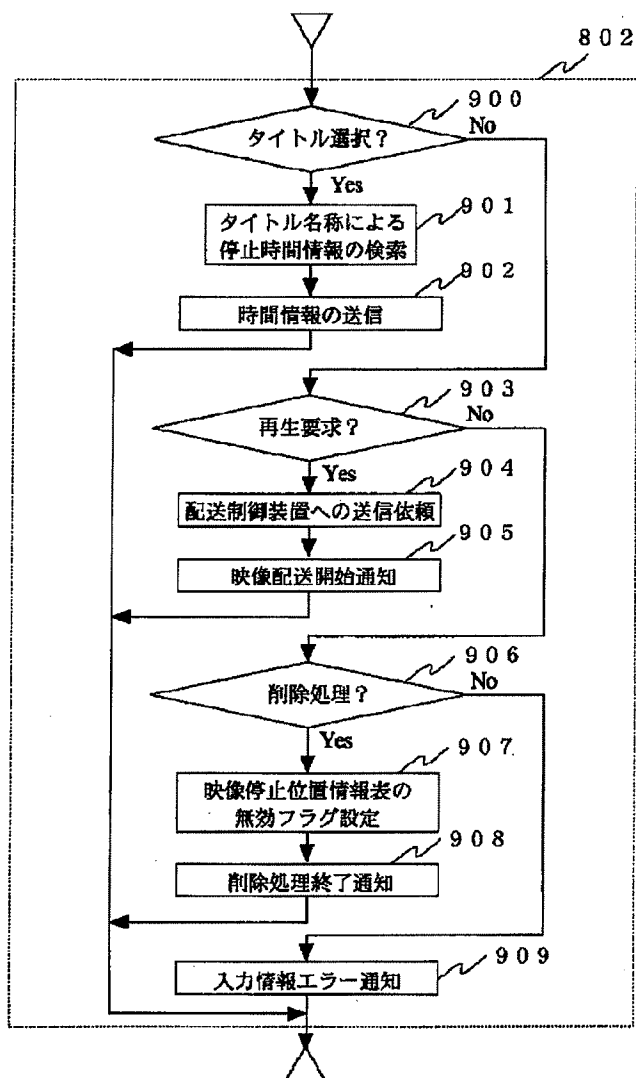 ８０２
９００
タイトル選択？
No
Yes
９０１
タイトル名称による
停止時間情報の検索
９０２
時間情報の送信
９０３
再生要求？
No
Yes
９０４
配送制御装置への送信依頼
９０５
映像配送開始通知
９０６
削除処理？
No
Yes
９０７
映像停止位置情報表の
無効フラグ設定
９０８
削除処理終了通知
入力情報エラー通知
９０９